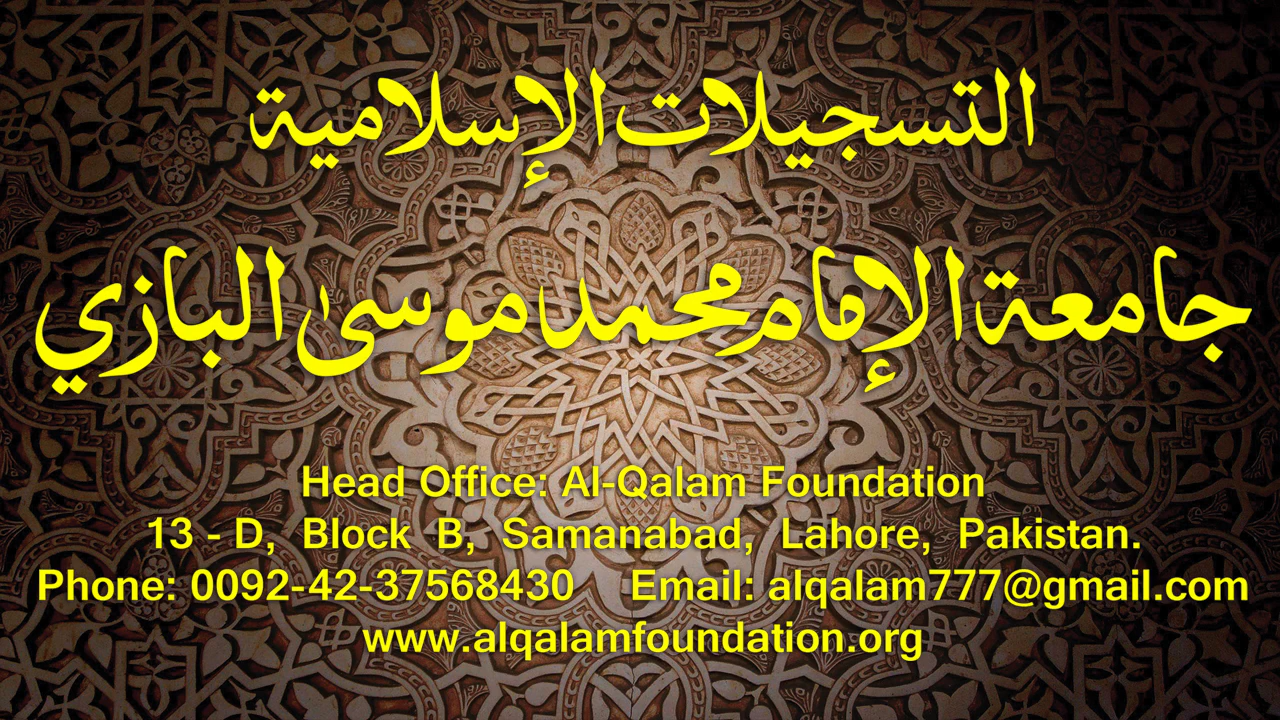 التسجيلات الإسلامية
جامعة الإمام محمد موسى البازي
Head Office: Al-Qalam Foundation
13 - D, Block B, Samanabad, Lahore, Pakistan.
Phone: 0092-42-37568430 Email: alqalam777@gmail.com
www.alqalamfoundation.org